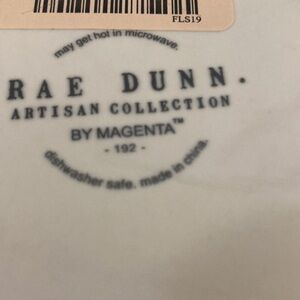 FLS19
may get hot in microwave.
RAE DUNN.
ARTISAN COLLECTION
BY MAGENTA™
- 192 -
dishwasher safe. made in china.